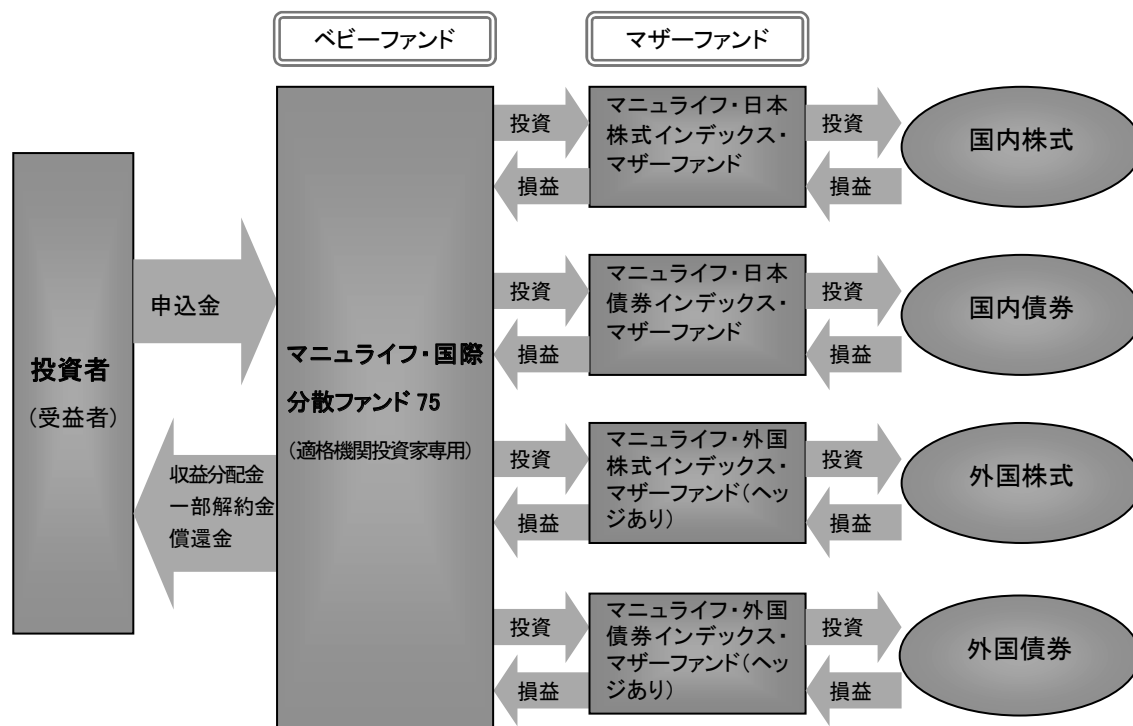 ベビーファンド
マザーファンド
投資者
(受益者)
申込金
収益分配金
一部解約金
償還金
マニュライフ・国際
分散ファンド 75
(適格機関投資家専用)
投資
損益
マニュライフ・日本
株式インデックス・
マザーファンド
投資
損益
国内株式
投資
損益
マニュライフ・日本
債券インデックス・
マザーファンド
投資
損益
国内債券
投資
損益
マニュライフ・外国
株式インデックス・
マザーファンド(ヘッ
ジあり)
投資
損益
外国株式
投資
損益
マニュライフ・外国
債券インデックス・
マザーファンド(ヘッ
ジあり)
投資
損益
外国債券